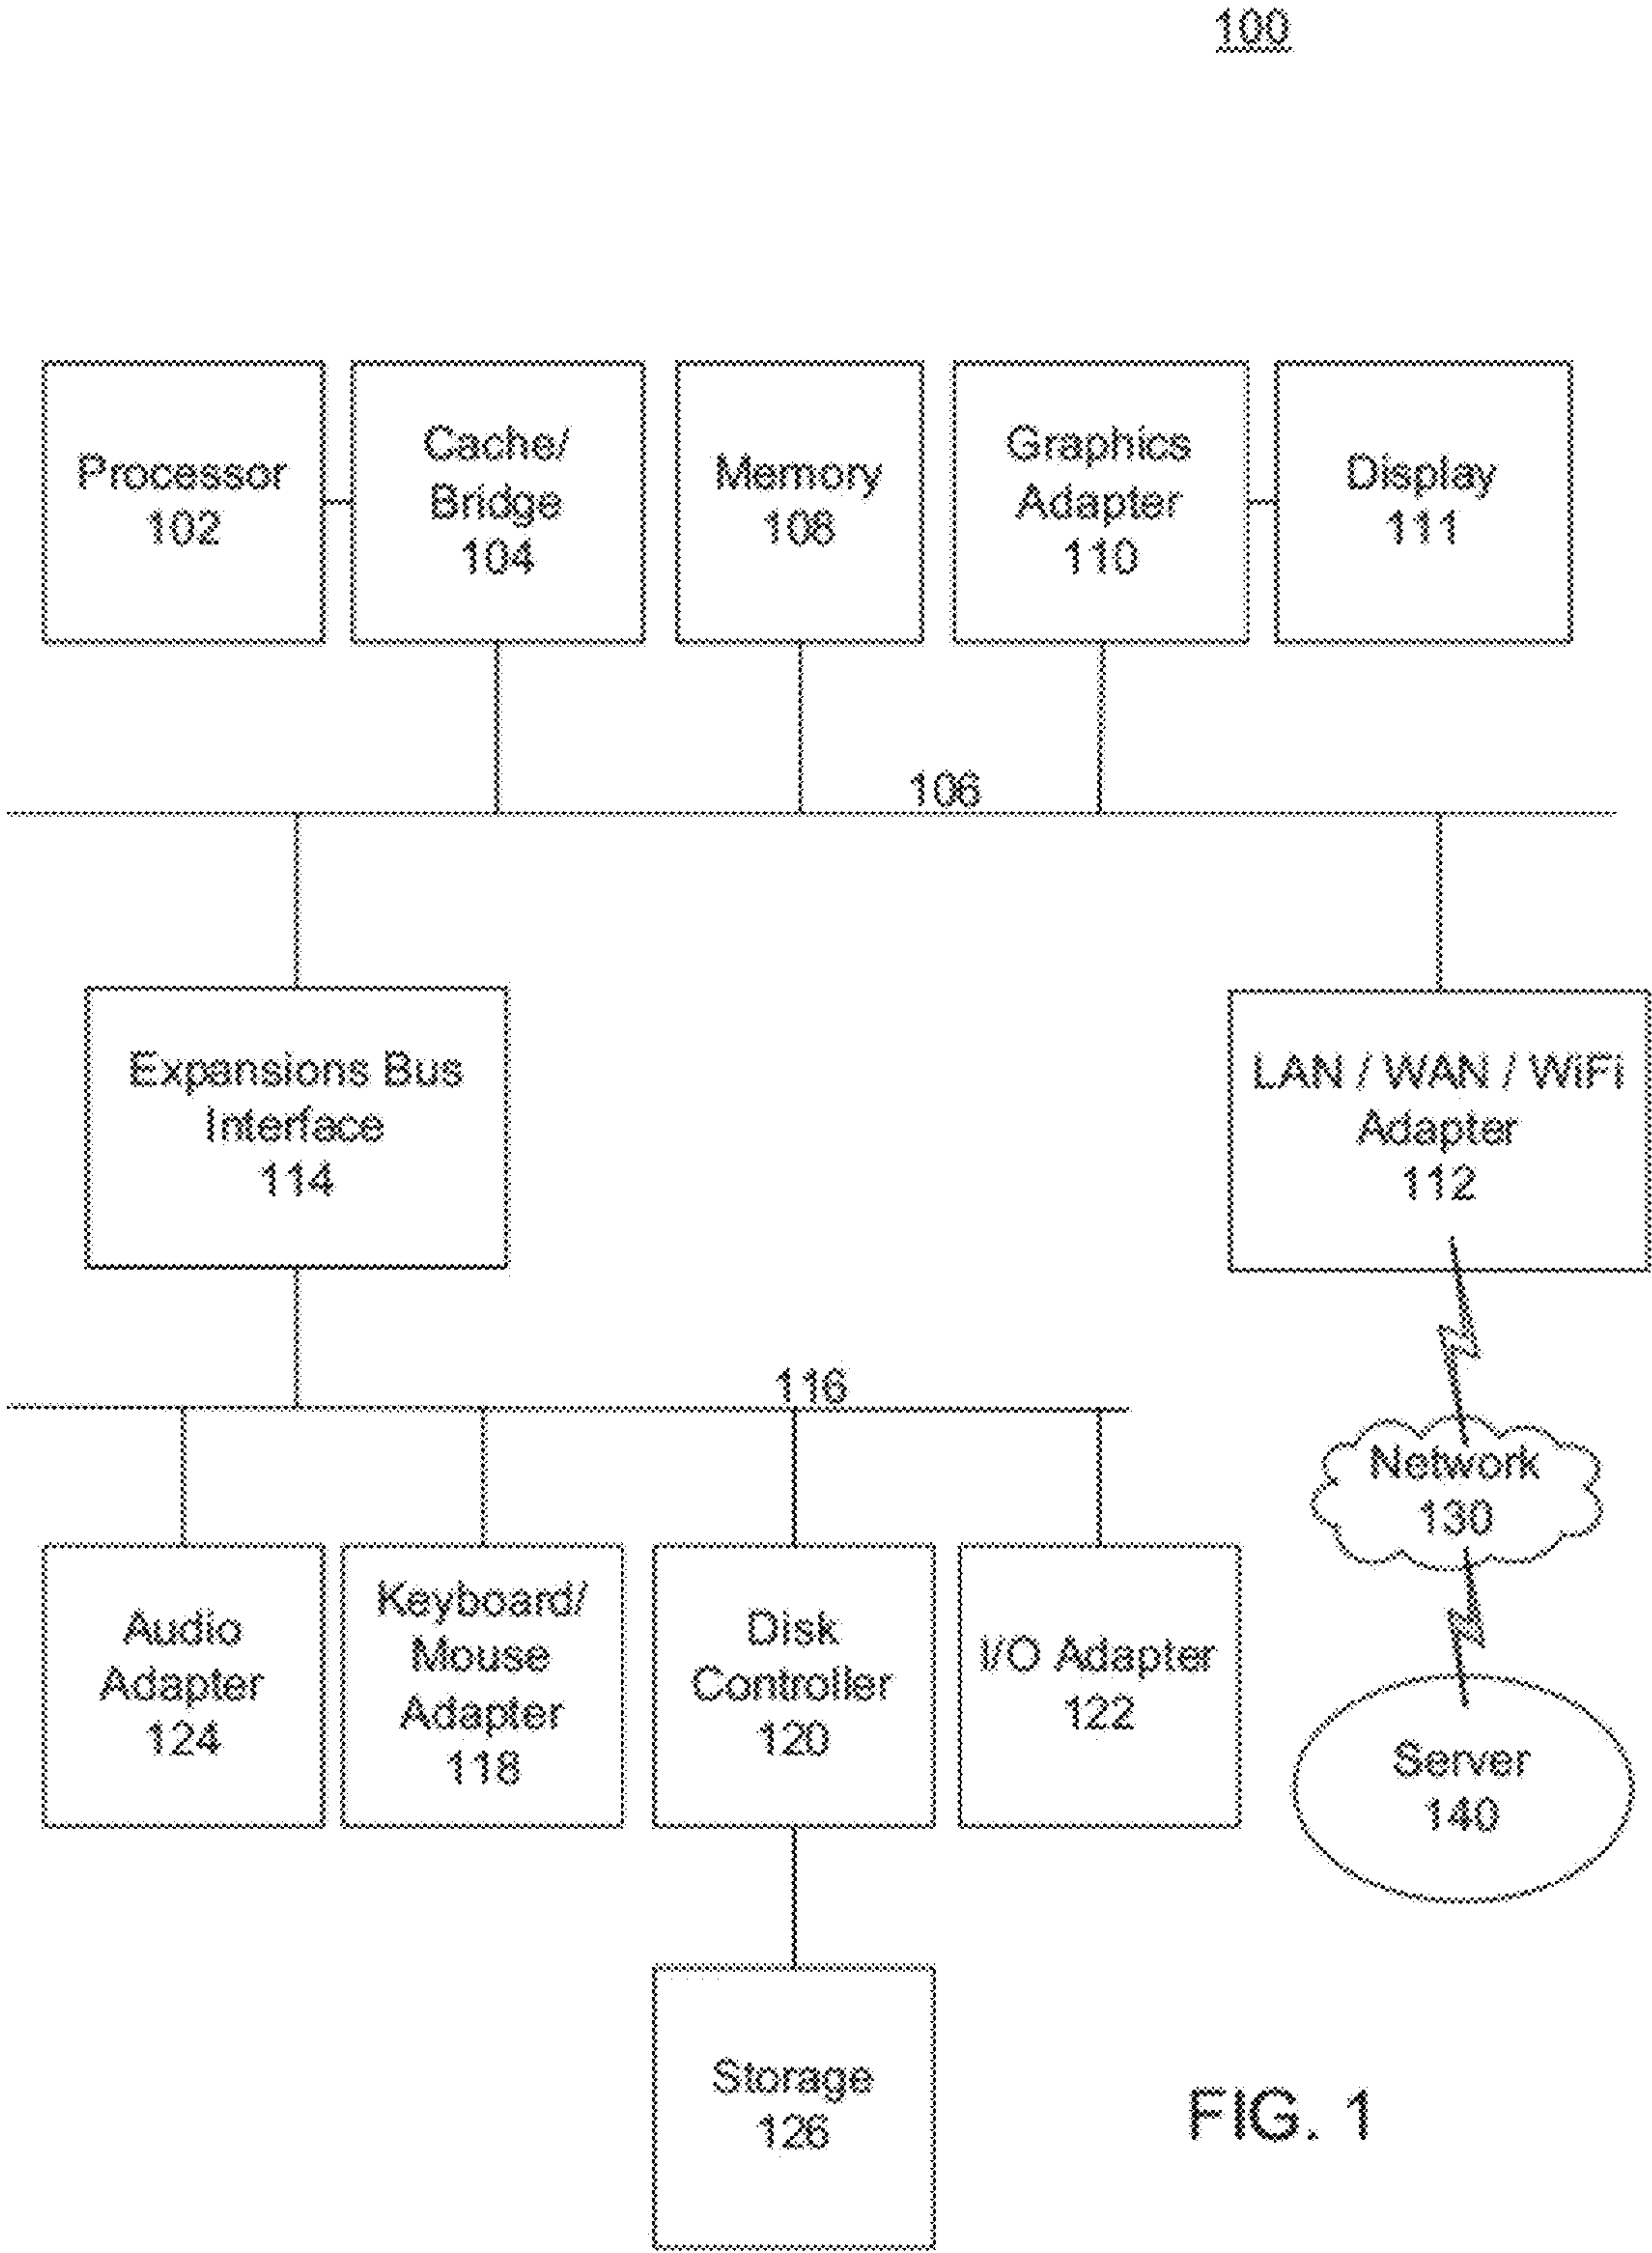 100
Processor
102
Cache/
Bridge
104
Memory
108
Graphics
Adapter
110
Display
111
106
Expansions Bus
Interface
114
LAN / WAN / WiFi
Adapter
112
116
Network
130
Audio
Adapter
124
Keyboard/
Mouse
Adapter
118
Disk
Controller
120
I/O Adapter
122
Server
140
Storage
126
FIG. 1